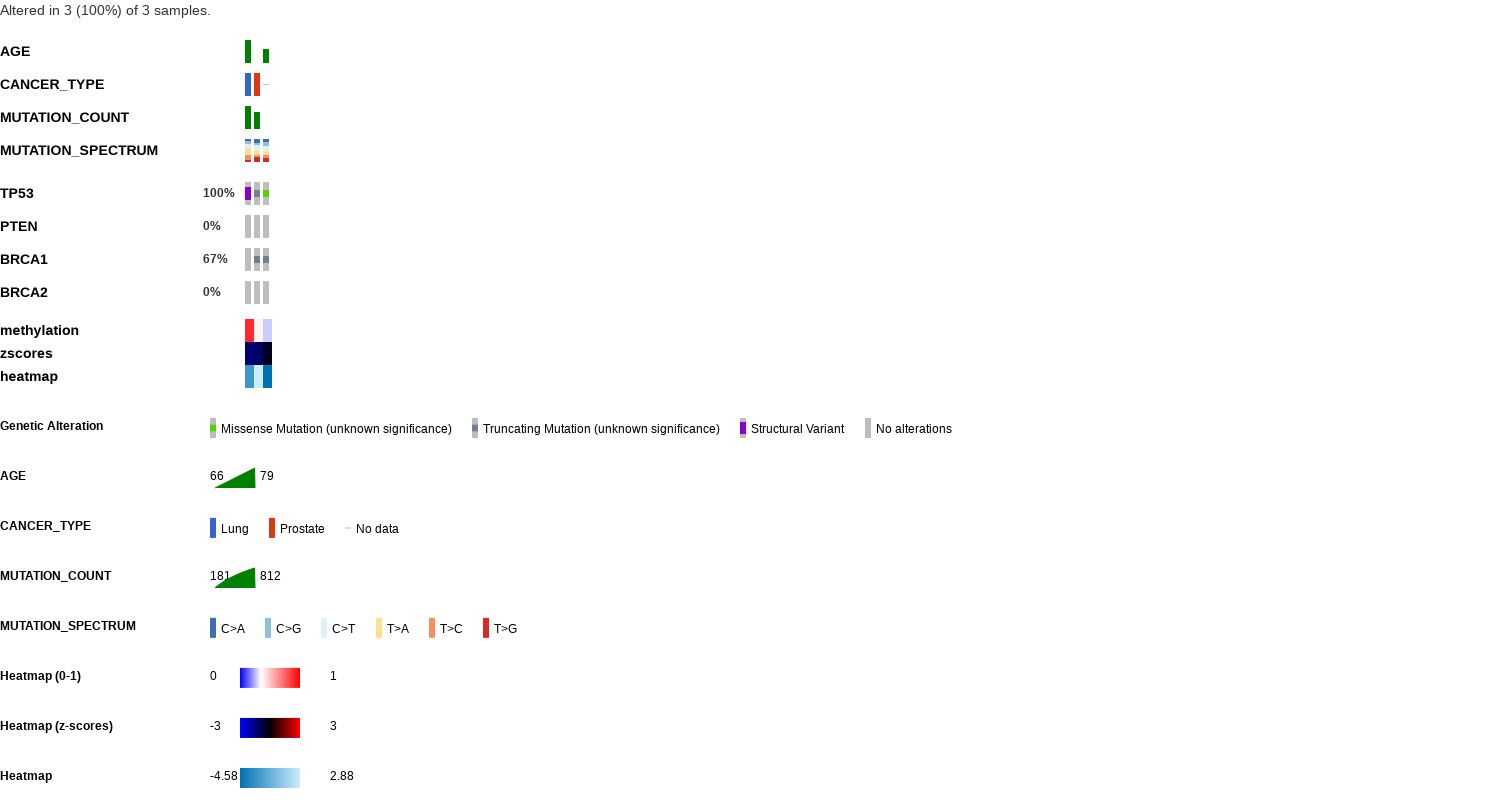 Altered in 3 (100%) of 3 samples.
AGE
CANCER_TYPE
MUTATION_COUNT
MUTATION_SPECTRUM
TP53 100%
PTEN 0%
BRCA1 67%
BRCA2 0%
methylation
zscores
heatmap
Genetic Alteration Missense Mutation (unknown significance) Truncating Mutation (unknown significance) Structural Variant No alterations
AGE 66 79
CANCER_TYPE Lung Prostate No data
MUTATION_COUNT 181 812
MUTATION_SPECTRUM C>A C>G C>T T>A T>C T>G
Heatmap (0-1) 0 1
Heatmap (z-scores) -3 3
Heatmap -4.58 2.88